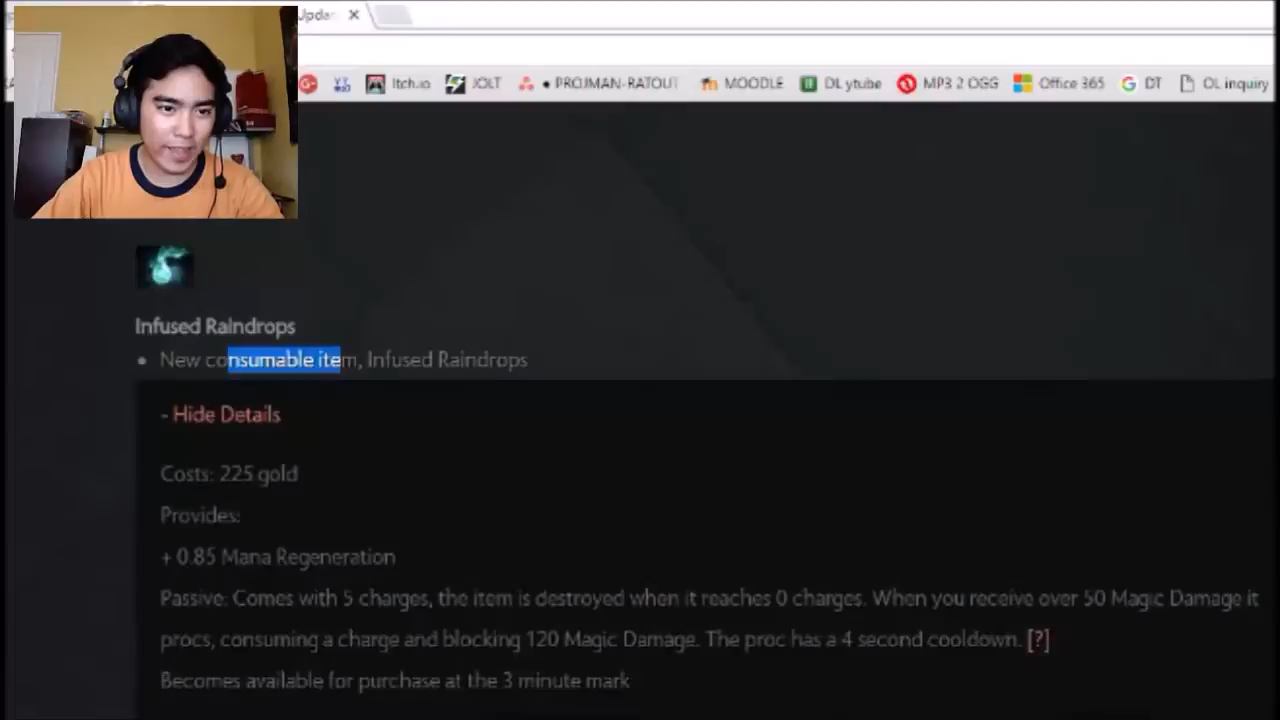 Upda
Itch.io JOLT • PROJMAN-RATOUT MOODLE DL ytube MP3 2 OGG Office 365 DT OL inquiry
Infused Raindrops
• New consumable item, Infused Raindrops
- Hide Details
Costs: 225 gold
Provides:
+ 0.85 Mana Regeneration
Passive: Comes with 5 charges, the item is destroyed when it reaches 0 charges. When you receive over 50 Magic Damage it
procs, consuming a charge and blocking 120 Magic Damage. The proc has a 4 second cooldown. [?]
Becomes available for purchase at the 3 minute mark